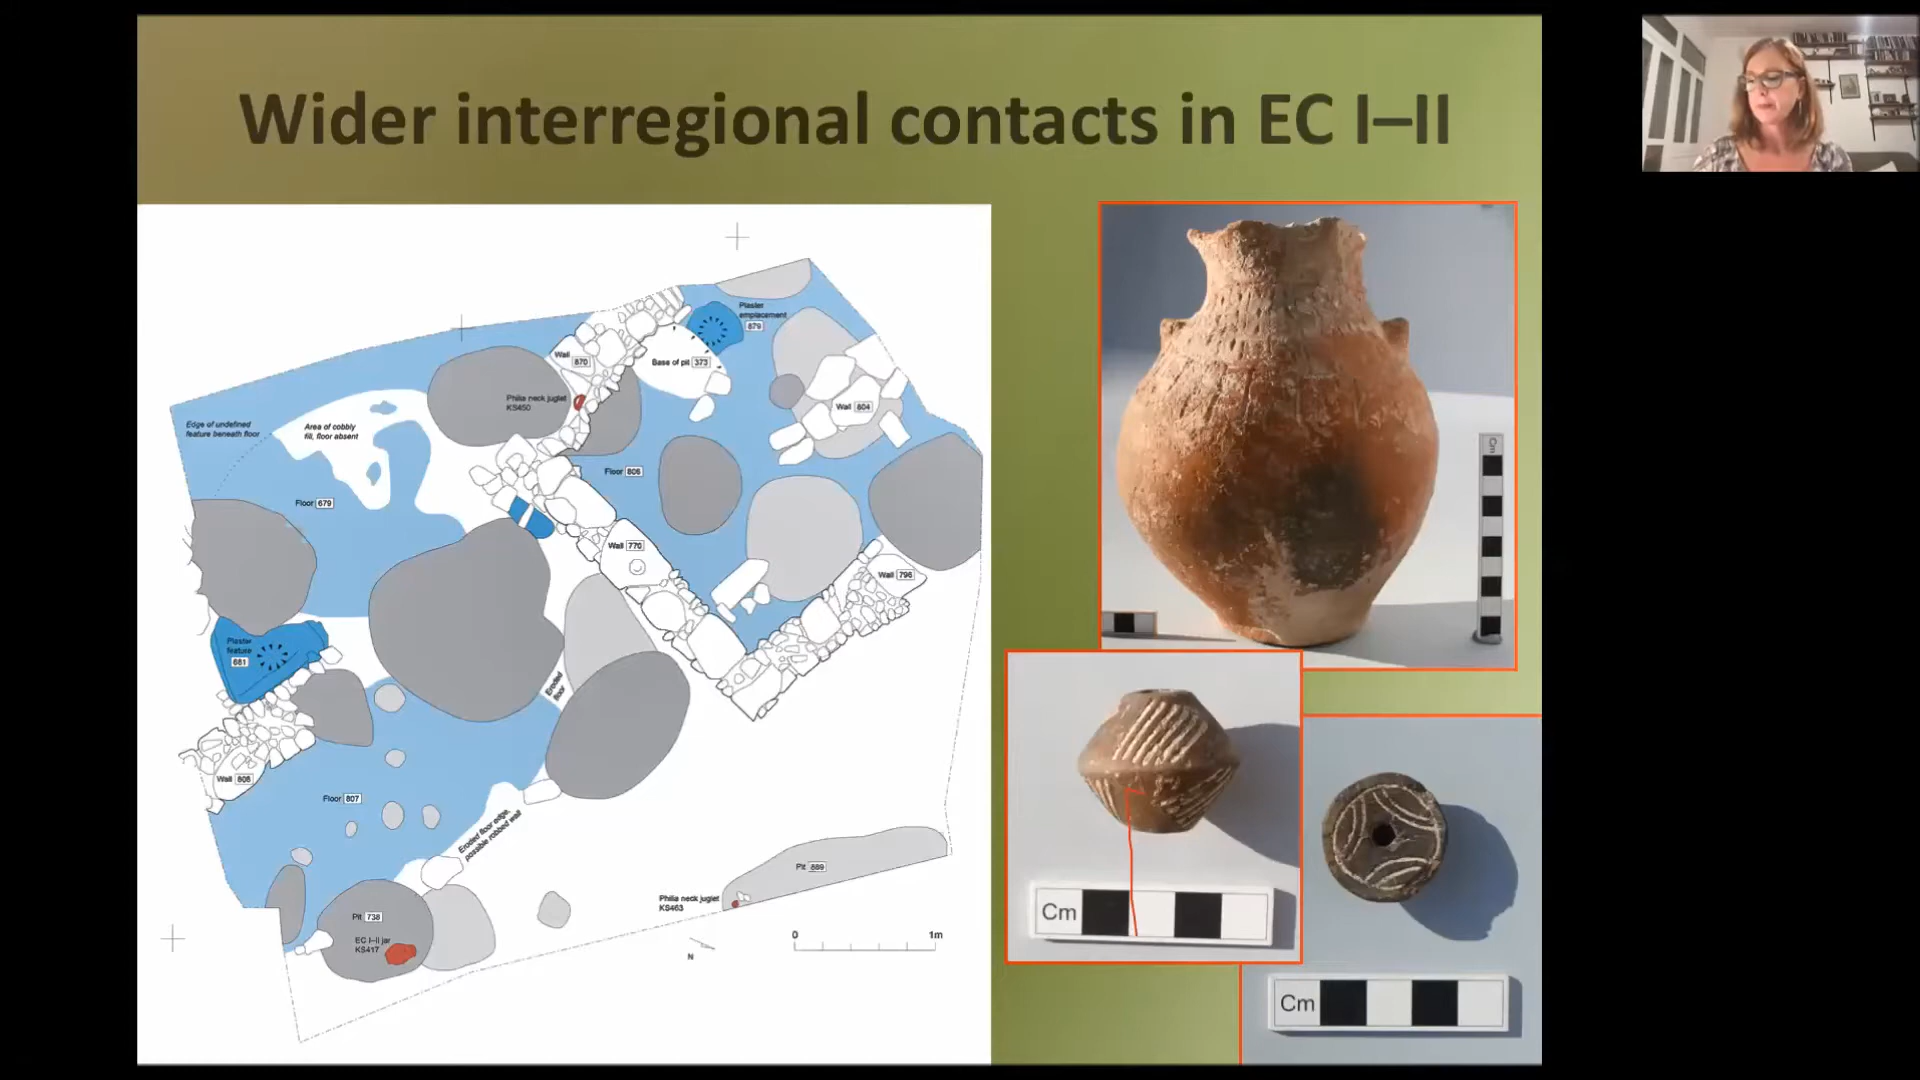 Wider interregional contacts in EC I–II
Plaster
emplacement
879
Wall
870
Base of pit 373
Philia neck juglet
KS450
Wall 804
Edge of undefined
feature beneath floor
Area of cobbly
fill, floor absent
Floor 806
Floor 679
Wall 770
Wall 796
Plaster
feature
681
Eroded
floor
Wall 808
Floor 807
Eroded floor edge,
possible robbed wall
Pit 889
Philia neck juglet
KS463
Pit 738
EC I–II jar
KS417
0 1m
N
Cm
Cm
Cm